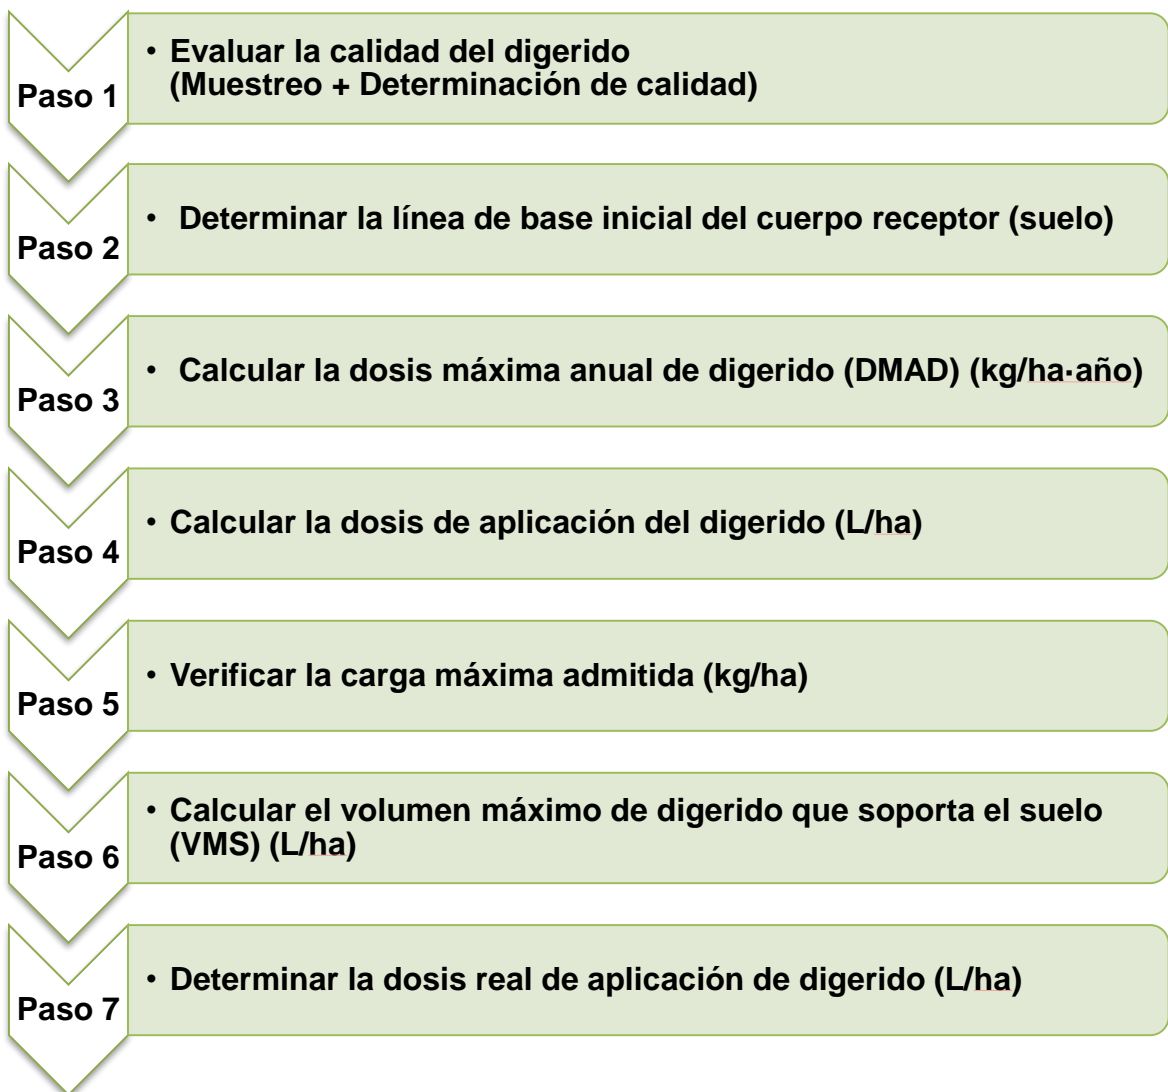 Paso 1
• Evaluar la calidad del digerido
(Muestreo + Determinación de calidad)
Paso 2
• Determinar la línea de base inicial del cuerpo receptor (suelo)
Paso 3
• Calcular la dosis máxima anual de digerido (DMAD) (kg/ha·año)
Paso 4
• Calcular la dosis de aplicación del digerido (L/ha)
Paso 5
• Verificar la carga máxima admitida (kg/ha)
Paso 6
• Calcular el volumen máximo de digerido que soporta el suelo
(VMS) (L/ha)
Paso 7
• Determinar la dosis real de aplicación de digerido (L/ha)